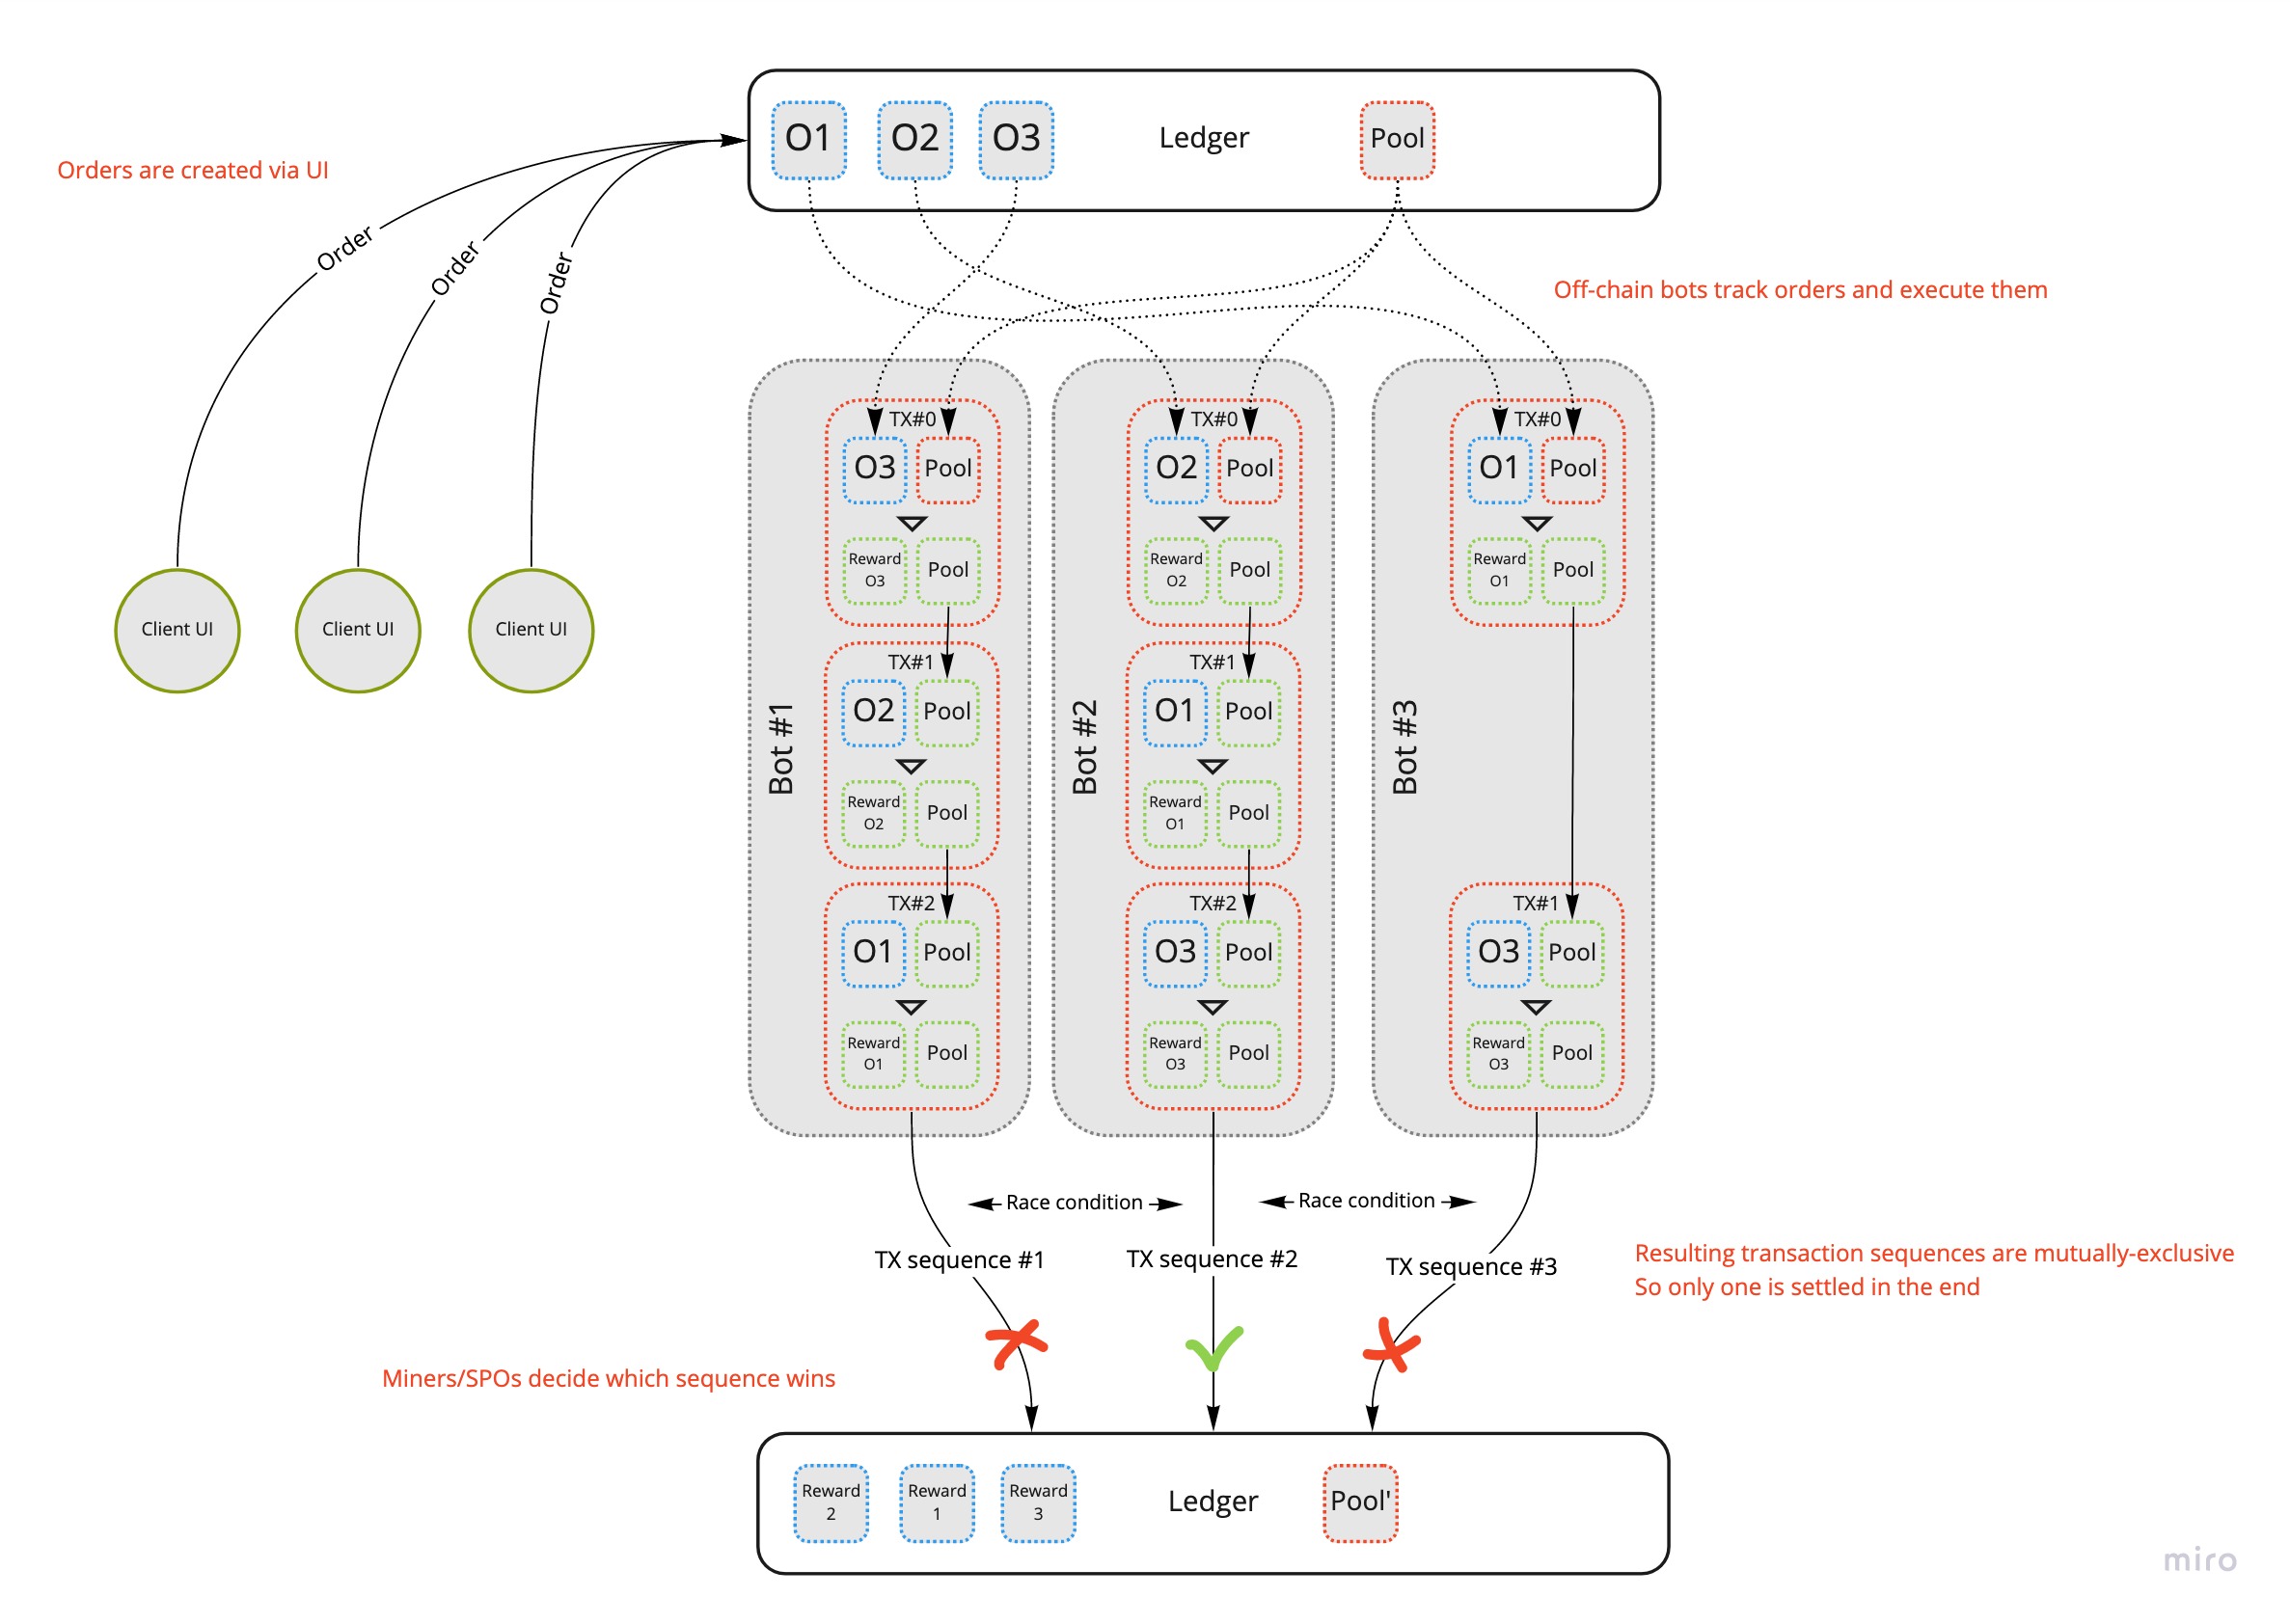 O1
O2
O3
Ledger
Pool
Orders are created via UI
Order
Order
Order
Off-chain bots track orders and execute them
Client UI
Client UI
Client UI
Bot #1
TX#0
O3
Pool
Reward
O3
Pool
TX#1
O2
Pool
Reward
O2
Pool
TX#2
O1
Pool
Reward
O1
Pool
Bot #2
TX#0
O2
Pool
Reward
O2
Pool
TX#1
O1
Pool
Reward
O1
Pool
TX#2
O3
Pool
Reward
O3
Pool
Bot #3
TX#0
O1
Pool
Reward
O1
Pool
TX#1
O3
Pool
Reward
O3
Pool
Race condition
Race condition
TX sequence #1
TX sequence #2
TX sequence #3
Resulting transaction sequences are mutually-exclusive
So only one is settled in the end
Miners/SPOs decide which sequence wins
Reward
2
Reward
1
Reward
3
Ledger
Pool'
miro